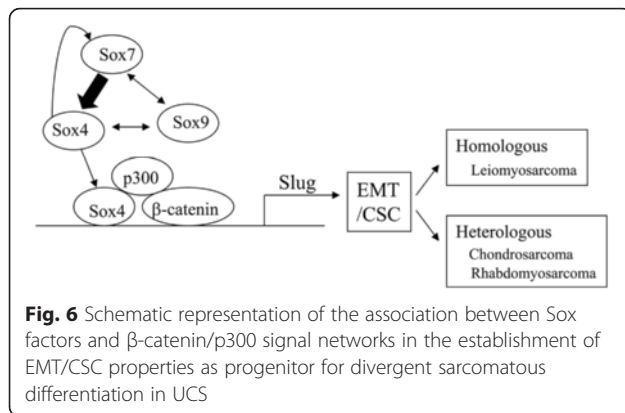 Sox7
Sox4
Sox9
p300
Sox4
β-catenin
Slug
EMT
/CSC
Homologous
Leiomyosarcoma
Heterologous
Chondrosarcoma
Rhabdomyosarcoma
Fig. 6 Schematic representation of the association between Sox
factors and β-catenin/p300 signal networks in the establishment of
EMT/CSC properties as progenitor for divergent sarcomatous
differentiation in UCS